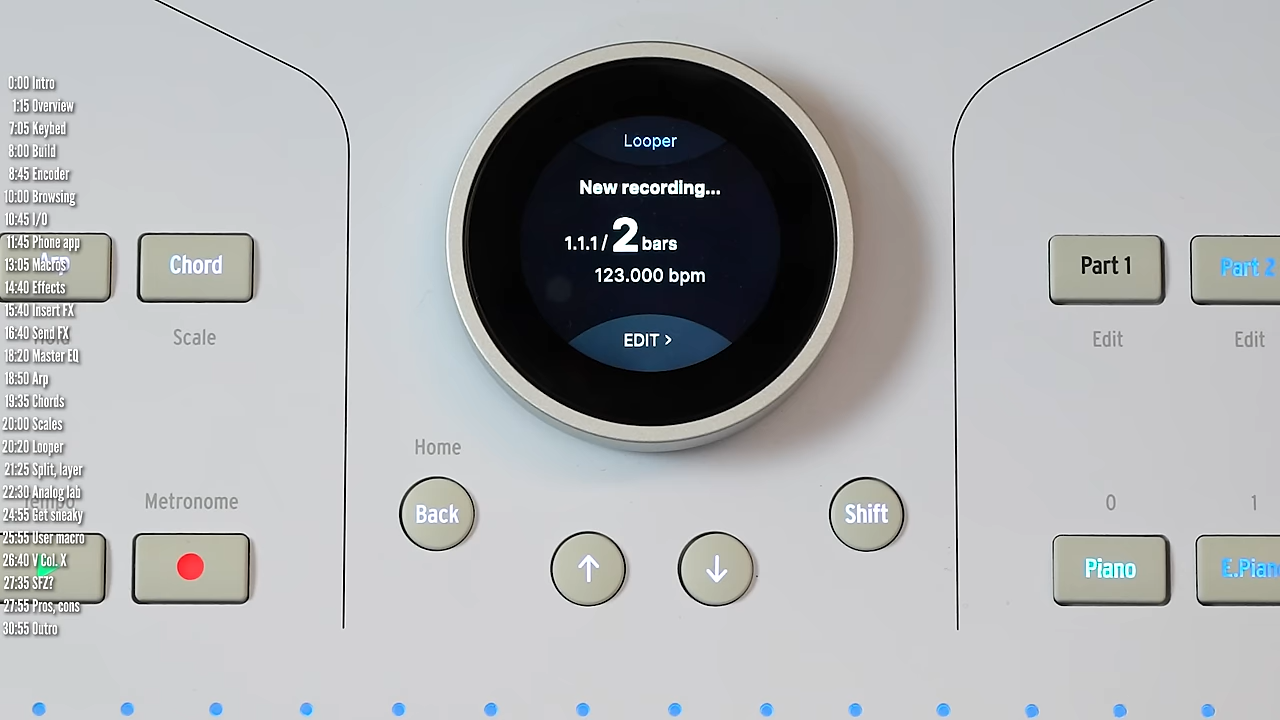 0:00 Intro
1:15 Overview
7:05 Keybed
8:00 Build
8:45 Encoder
10:00 Browsing
10:45 I/O
11:45 Phone app
13:05 Macros
14:40 Effects
15:40 Insert FX
16:40 Send FX
18:20 Master EQ
18:50 Arp
19:35 Chords
20:00 Scales
20:20 Looper
21:25 Split, layer
22:30 Analog lab
24:55 Get sneaky
25:55 User macro
26:40 V Col. X
27:35 SFZ?
27:55 Pros, cons
30:55 Outro
Arp
Chord
Scale
Tempo
Metronome
Looper
New recording...
1.1.1 / 2 bars
123.000 bpm
EDIT >
Home
Back
↑
↓
Shift
Part 1
Part 2
Edit
Edit
0
1
Piano
E.Pian